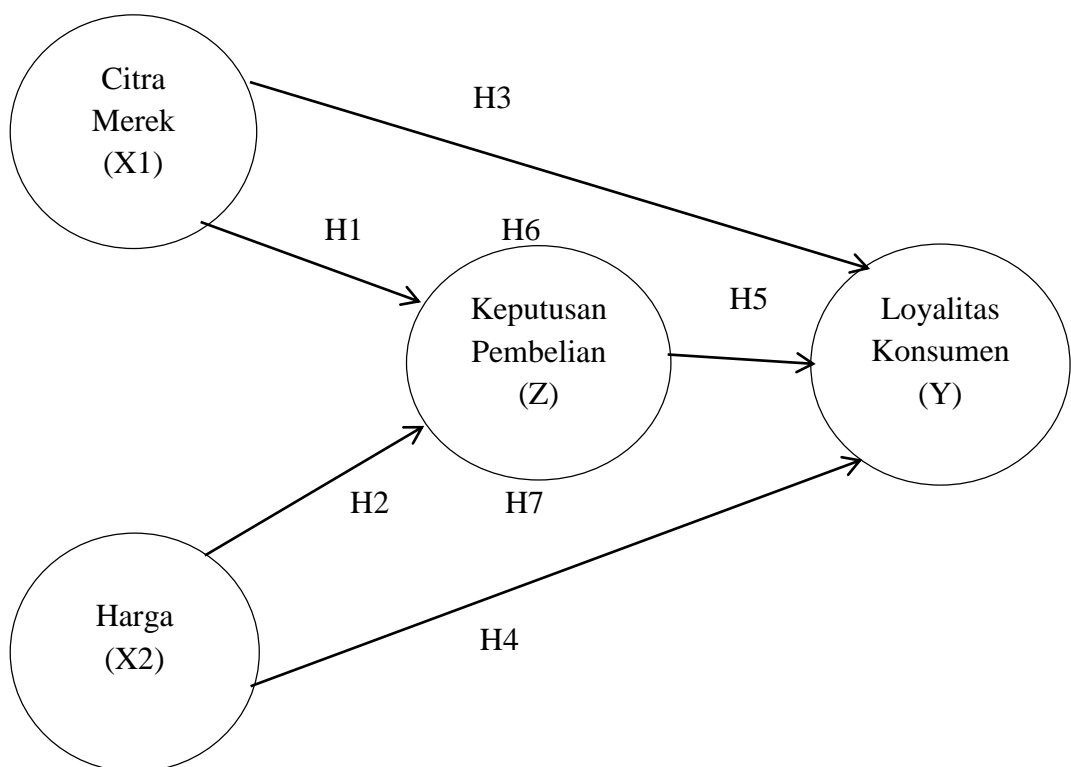 Citra
Merek
(X1)
H3
H1
H6
Keputusan
Pembelian
(Z)
H5
Loyalitas
Konsumen
(Y)
H2
H7
Harga
(X2)
H4